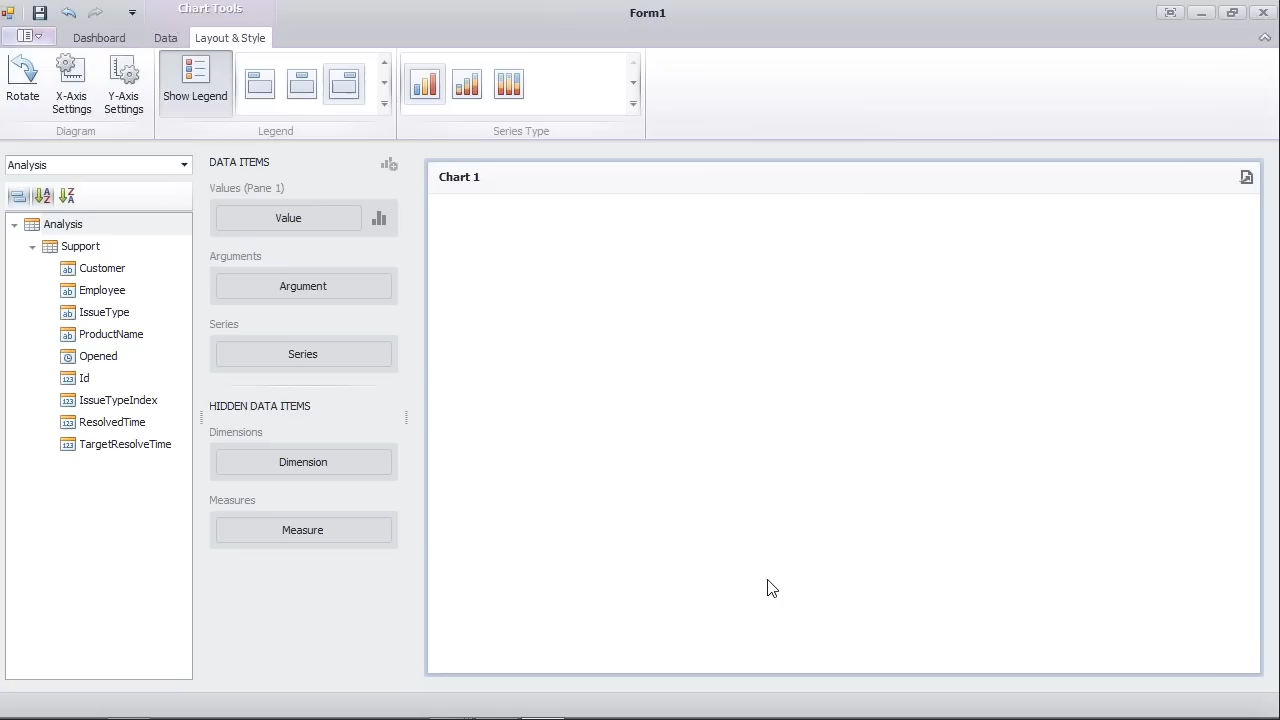 Chart Tools
Form1
Dashboard
Data
Layout & Style
Rotate
X-Axis
Settings
Y-Axis
Settings
Show Legend
Diagram
Legend
Series Type
Analysis
Analysis
Support
Customer
Employee
IssueType
ProductName
Opened
Id
IssueTypeIndex
ResolvedTime
TargetResolveTime
DATA ITEMS
Values (Pane 1)
Value
Arguments
Argument
Series
Series
HIDDEN DATA ITEMS
Dimensions
Dimension
Measures
Measure
Chart 1